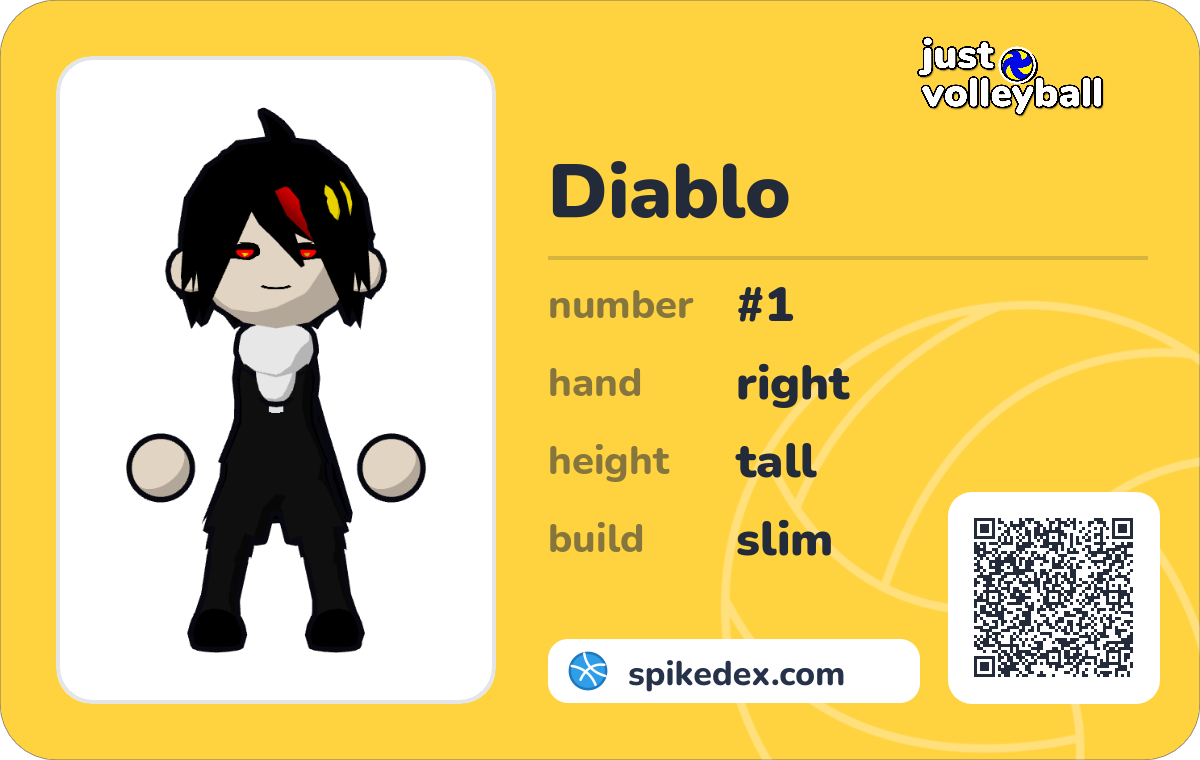 just
volleyball
Diablo
number #1
hand right
height tall
build slim
spikedex.com